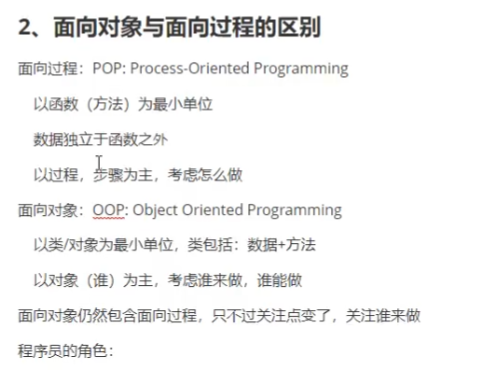 2、面向对象与面向过程的区别
面向过程：POP: Process-Oriented Programming
以函数（方法）为最小单位
数据独立于函数之外
以过程，步骤为主，考虑怎么做
面向对象：OOP: Object Oriented Programming
以类/对象为最小单位，类包括：数据+方法
以对象（谁）为主，考虑谁来做，谁能做
面向对象仍然包含面向过程，只不过关注点变了，关注谁来做
程序员的角色：